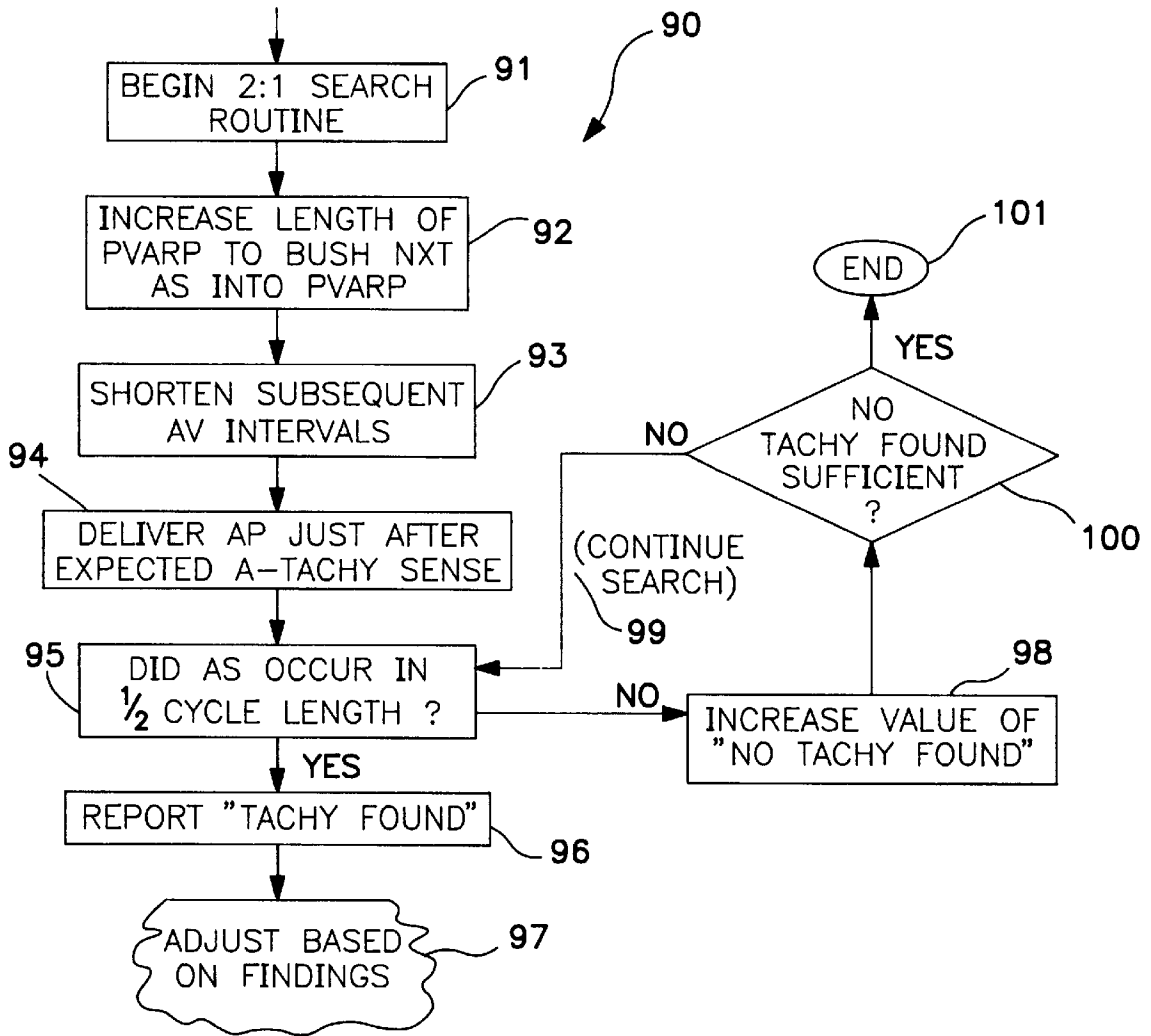 90
BEGIN 2:1 SEARCH
ROUTINE
91
INCREASE LENGTH OF
PVARP TO BUSH NXT
AS INTO PVARP
92
SHORTEN SUBSEQUENT
AV INTERVALS
93
94
DELIVER AP JUST AFTER
EXPECTED A-TACHY SENSE
95
DID AS OCCUR IN
½ CYCLE LENGTH ?
YES
REPORT "TACHY FOUND"
96
ADJUST BASED
ON FINDINGS
97
NO
98
INCREASE VALUE OF
"NO TACHY FOUND"
NO
TACHY FOUND
SUFFICIENT
?
100
NO
(CONTINUE
SEARCH)
99
YES
END
101